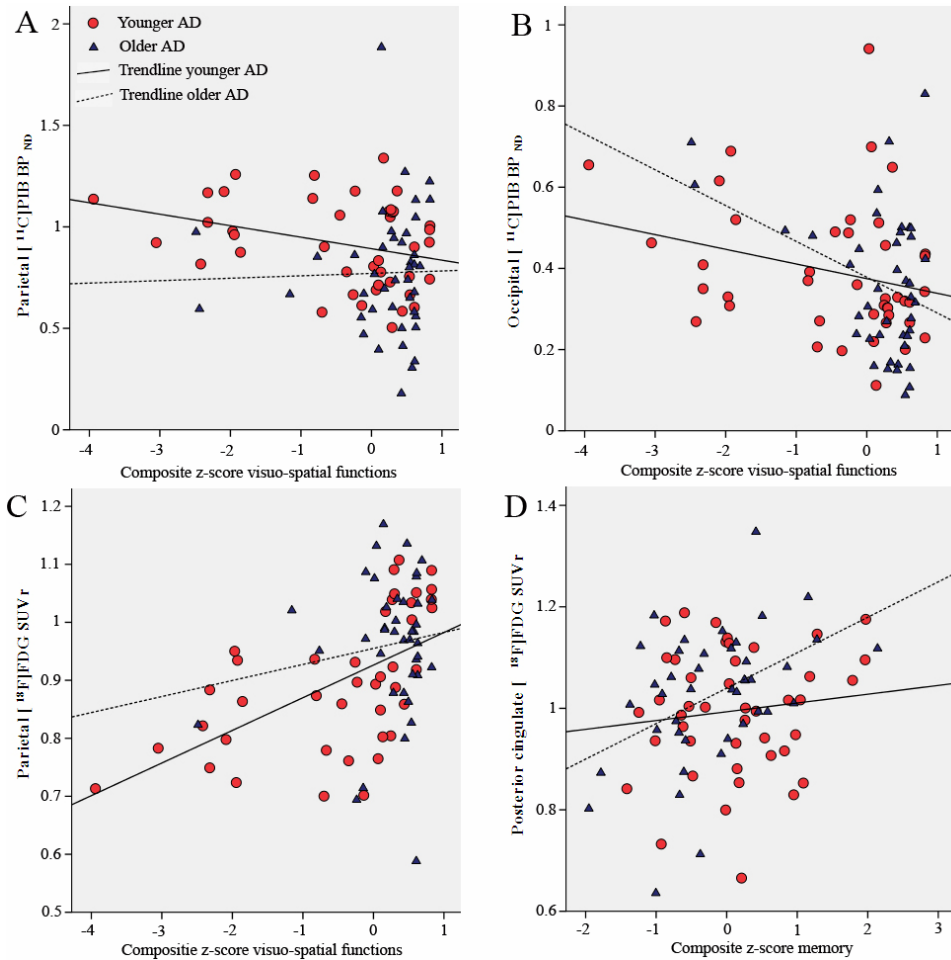 A
2
Younger AD
Older AD
Trendline younger AD
Trendline older AD
1.5
1
0.5
0
-4 -3 -2 -1 0 1
Parietal [ ¹¹C]PIB BP ND
Composite z-score visuo-spatial functions
B
1
0.8
0.6
0.4
0.2
0
-4 -3 -2 -1 0 1
Occipital [ ¹¹C]PIB BP ND
Composite z-score visuo-spatial functions
C
1.2
1.1
1
0.9
0.8
0.7
0.6
0.5
-4 -3 -2 -1 0 1
Parietal [ ¹⁸F]FDG SUVr
Compositie z-score visuo-spatial functions
D
1.4
1.2
1.0
0.8
0.6
-2 -1 0 1 2 3
Posterior cingulate [ ¹⁸F]FDG SUVr
Composite z-score memory